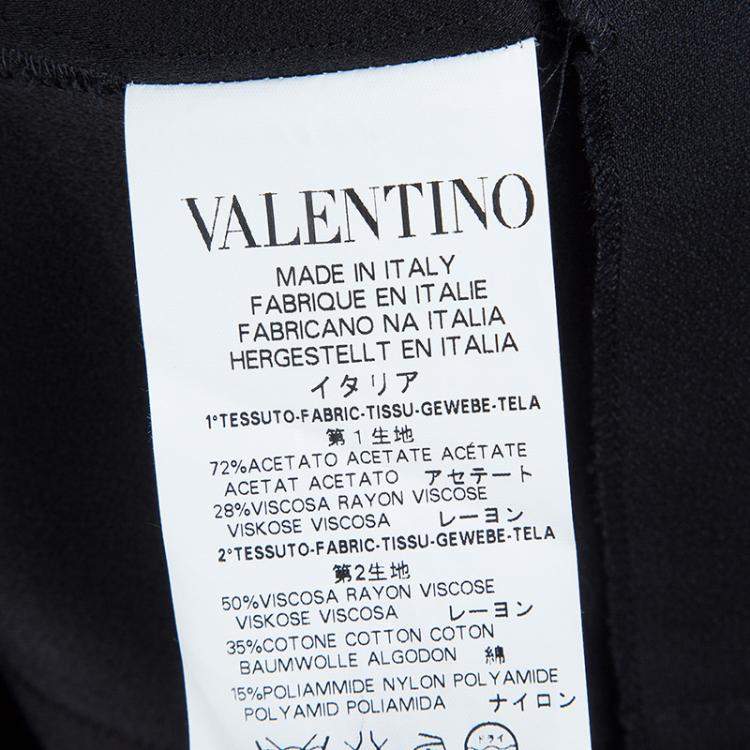 VALENTINO
MADE IN ITALY
FABRIQUE EN ITALIE
FABRICANO NA ITALIA
HERGESTELLT EN ITALIA
イタリア
1°TESSUTO-FABRIC-TISSU-GEWEBE-TELA
第1生地
72%ACETATO ACETATE ACÉTATE
ACETAT ACETATO アセテート
28%VISCOSA RAYON VISCOSE
VISKOSE VISCOSA レーヨン
2°TESSUTO-FABRIC-TISSU-GEWEBE-TELA
第2生地
50%VISCOSA RAYON VISCOSE
VISKOSE VISCOSA レーヨン
35%COTONE COTTON COTON
BAUMWOLLE ALGODON 綿
15%POLIAMMIDE NYLON POLYAMIDE
POLYAMID POLIAMIDA ナイロン
ドライ